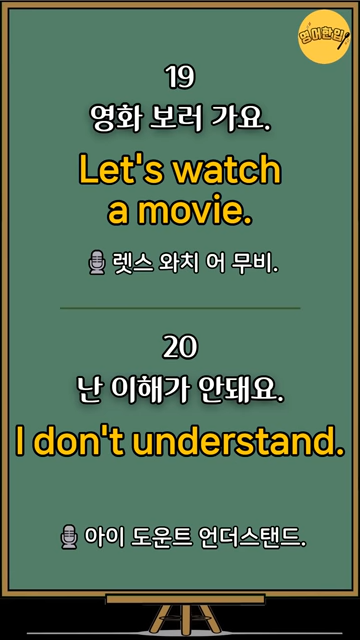 영어한입
19
영화 보러 가요.
Let's watch
a movie.
렛스 와치 어 무비.
20
난 이해가 안돼요.
I don't understand.
아이 도운트 언더스탠드.